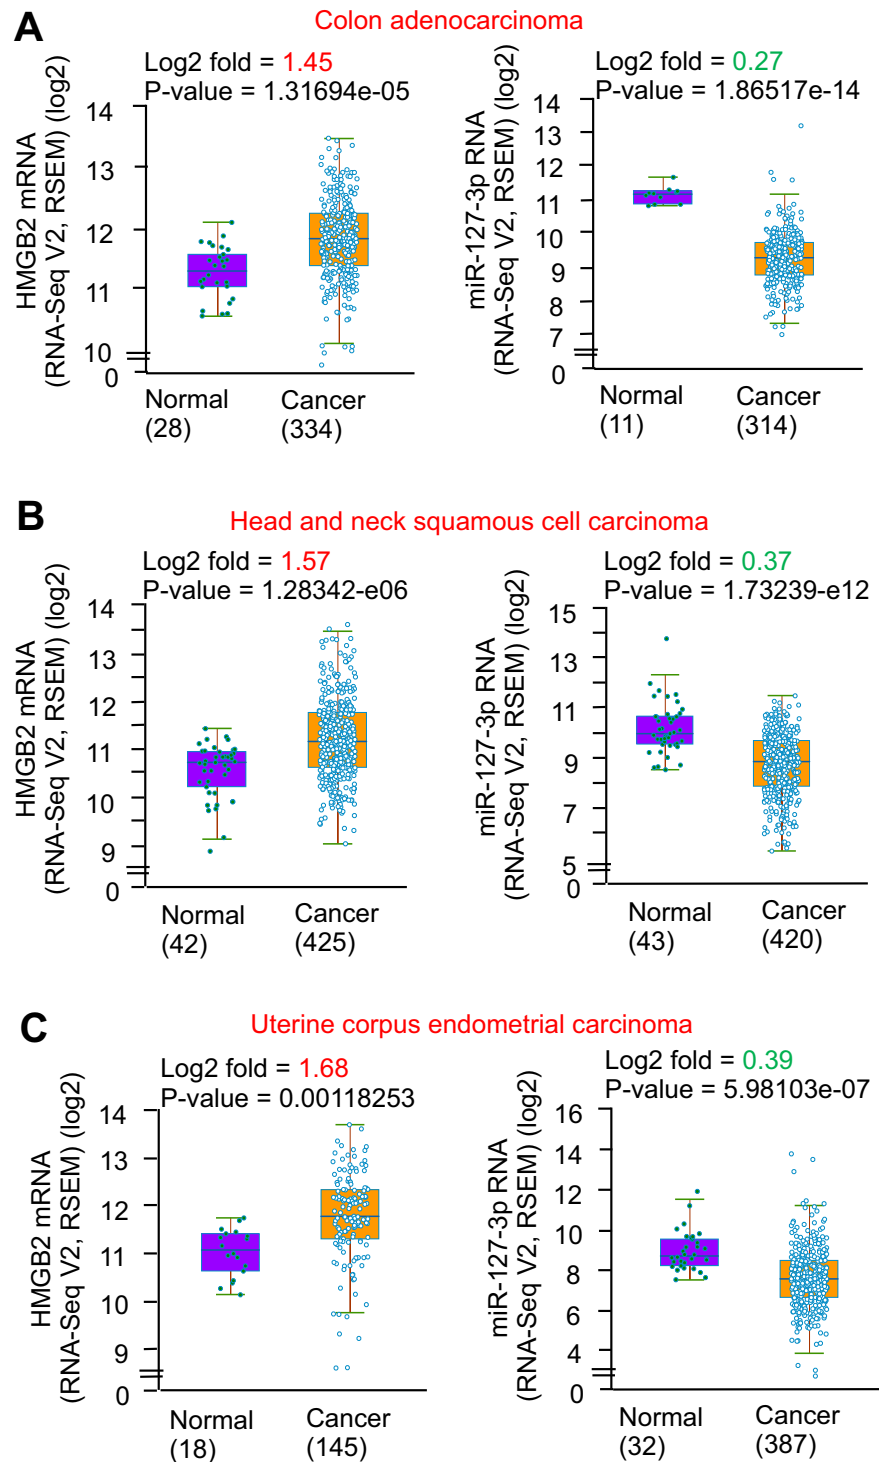 A
Colon adenocarcinoma
Log2 fold = 1.45
P-value = 1.31694e-05
HMGB2 mRNA
(RNA-Seq V2, RSEM) (log2)
14
13
12
11
10
0
Normal
(28)
Cancer
(334)
Log2 fold = 0.27
P-value = 1.86517e-14
miR-127-3p RNA
(RNA-Seq V2, RSEM) (log2)
14
13
12
11
10
9
8
7
0
Normal
(11)
Cancer
(314)
B
Head and neck squamous cell carcinoma
Log2 fold = 1.57
P-value = 1.28342-e06
HMGB2 mRNA
(RNA-Seq V2, RSEM) (log2)
14
13
12
11
10
9
0
Normal
(42)
Cancer
(425)
Log2 fold = 0.37
P-value = 1.73239-e12
miR-127-3p RNA
(RNA-Seq V2, RSEM) (log2)
15
13
11
9
7
5
0
Normal
(43)
Cancer
(420)
C
Uterine corpus endometrial carcinoma
Log2 fold = 1.68
P-value = 0.00118253
HMGB2 mRNA
(RNA-Seq V2, RSEM) (log2)
14
13
12
11
10
9
0
Normal
(18)
Cancer
(145)
Log2 fold = 0.39
P-value = 5.98103e-07
miR-127-3p RNA
(RNA-Seq V2, RSEM) (log2)
16
14
12
10
8
6
4
0
Normal
(32)
Cancer
(387)